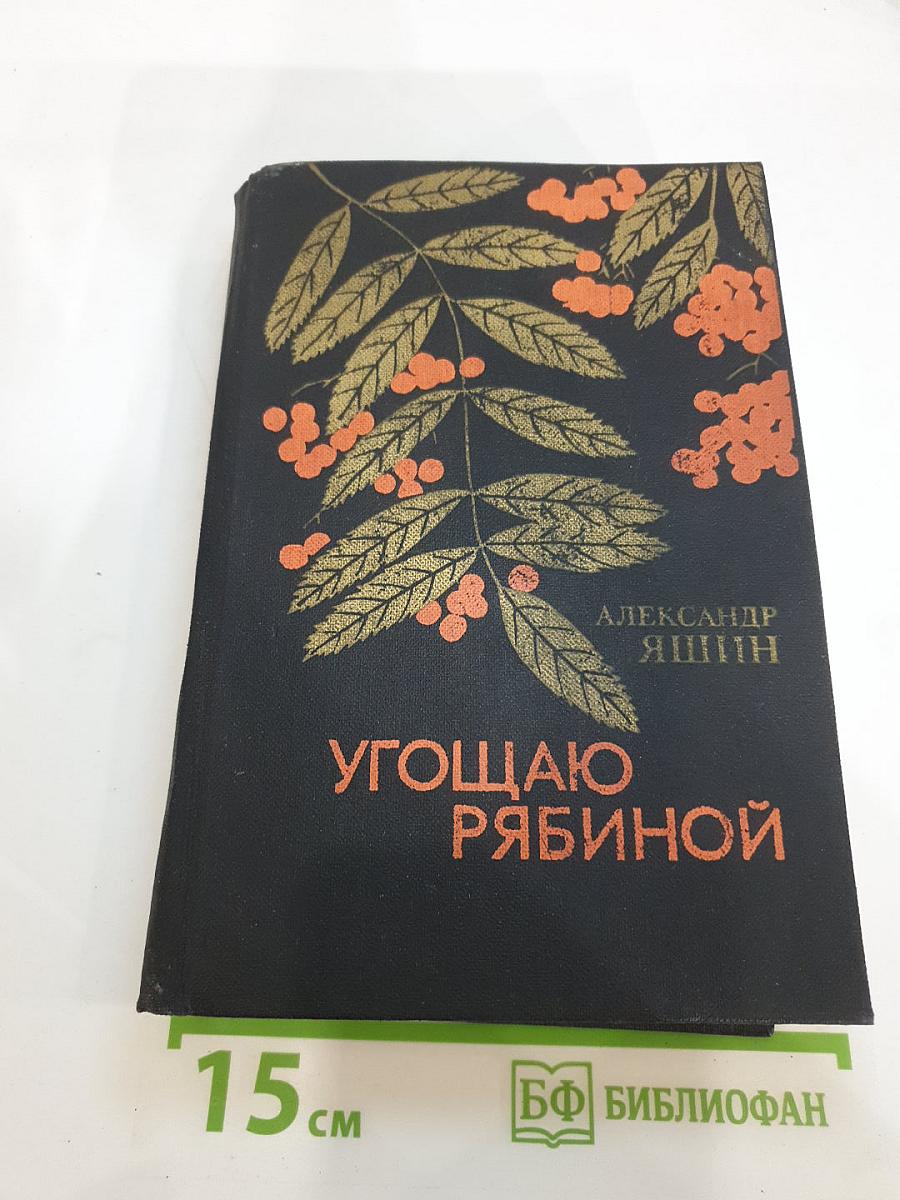 АЛЕКСАНДР
ЯШИН
УГОЩАЮ
РЯБИНОЙ
15 см
БФ БИБЛИОФАН